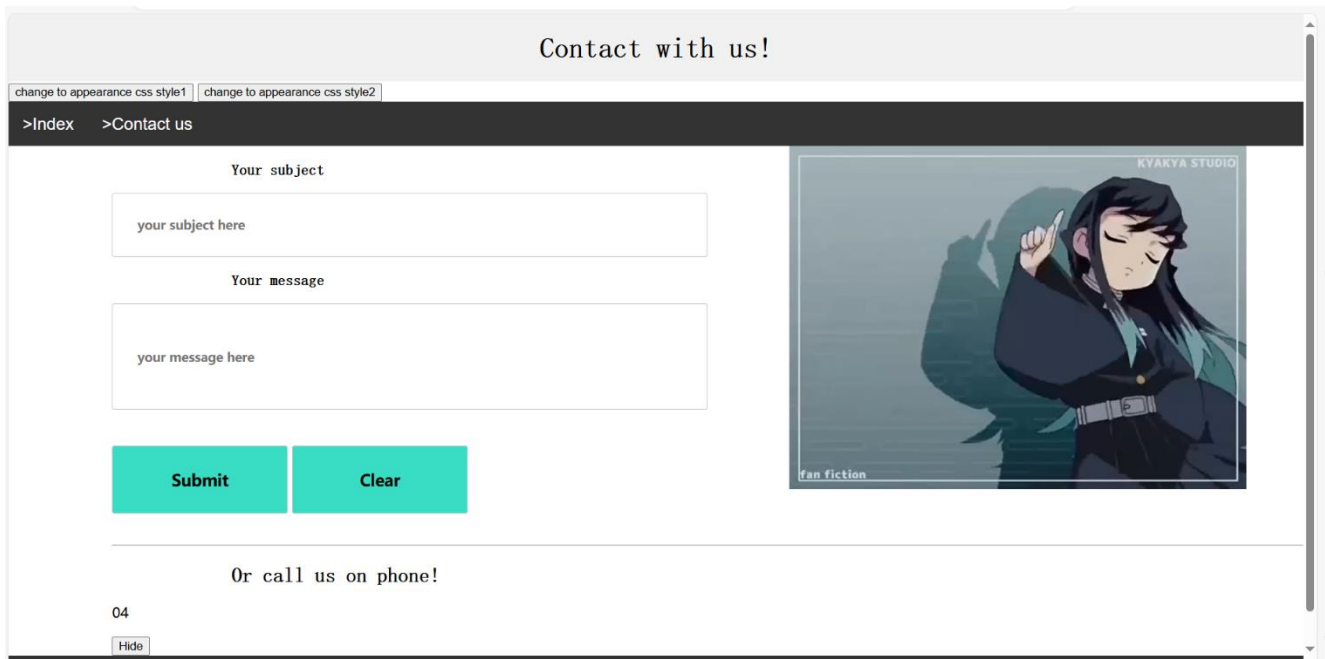 Contact with us!
change to appearance css style1 change to appearance css style2
>Index >Contact us
Your subject
your subject here
Your message
your message here
Submit Clear
KYAKYA STUDIO
fan fiction
Or call us on phone!
04
Hide